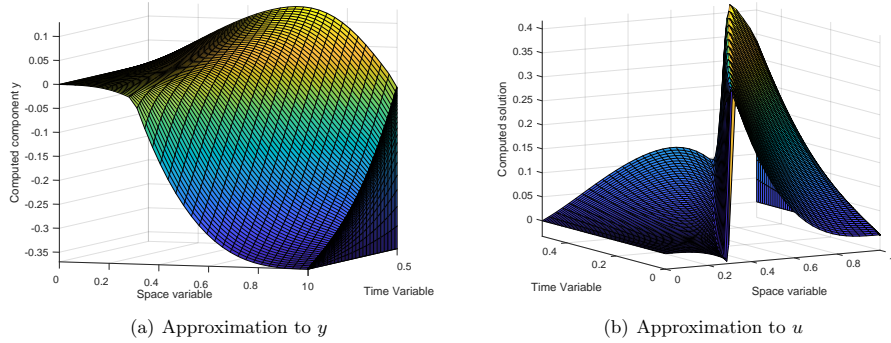 0.1
0.05
0
-0.05
-0.1
-0.15
-0.2
-0.25
-0.3
-0.35
Computed component y
0 0.2 0.4 0.6 0.8 10
0.5
Space variable
Time Variable
0.4
0.35
0.3
0.25
0.2
0.15
0.1
0.05
0
Computed solution
0.4 0.2 0
0 0.2 0.4 0.6 0.8
Time Variable
Space variable
(a) Approximation to y
(b) Approximation to u